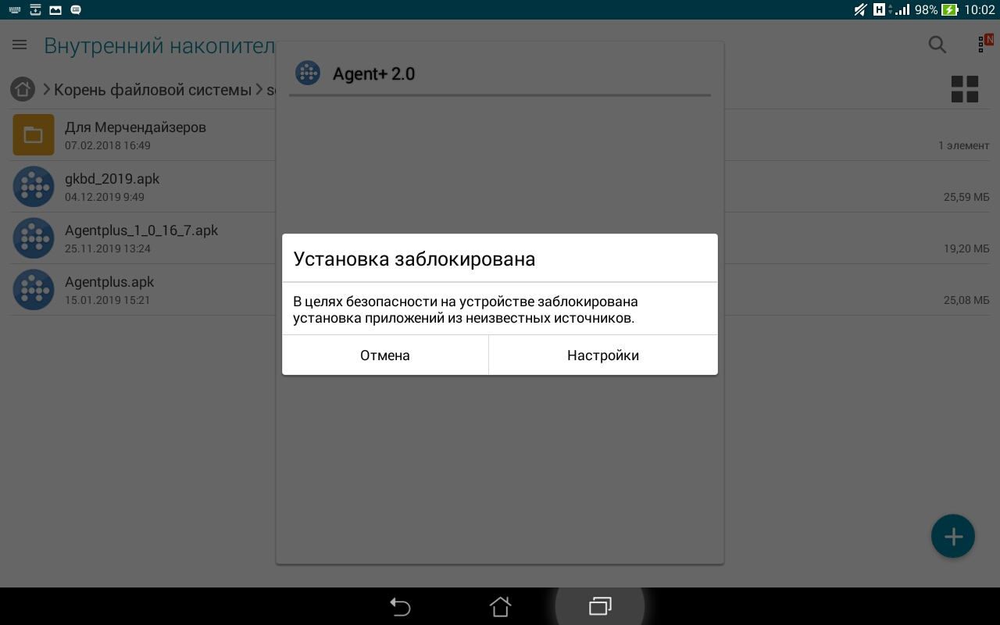 98% 10:02
Внутренний накопител
N
Agent+ 2.0
Корень файловой системы
Для Мерчендайзеров
07.02.2018 16:49
1 элемент
gkbd_2019.apk
04.12.2019 9:49
25,59 МБ
Agentplus_1_0_16_7.apk
25.11.2019 13:24
19,20 МБ
Agentplus.apk
15.01.2019 15:21
25,08 МБ
Установка заблокирована
В целях безопасности на устройстве заблокирована
установка приложений из неизвестных источников.
Отмена
Настройки